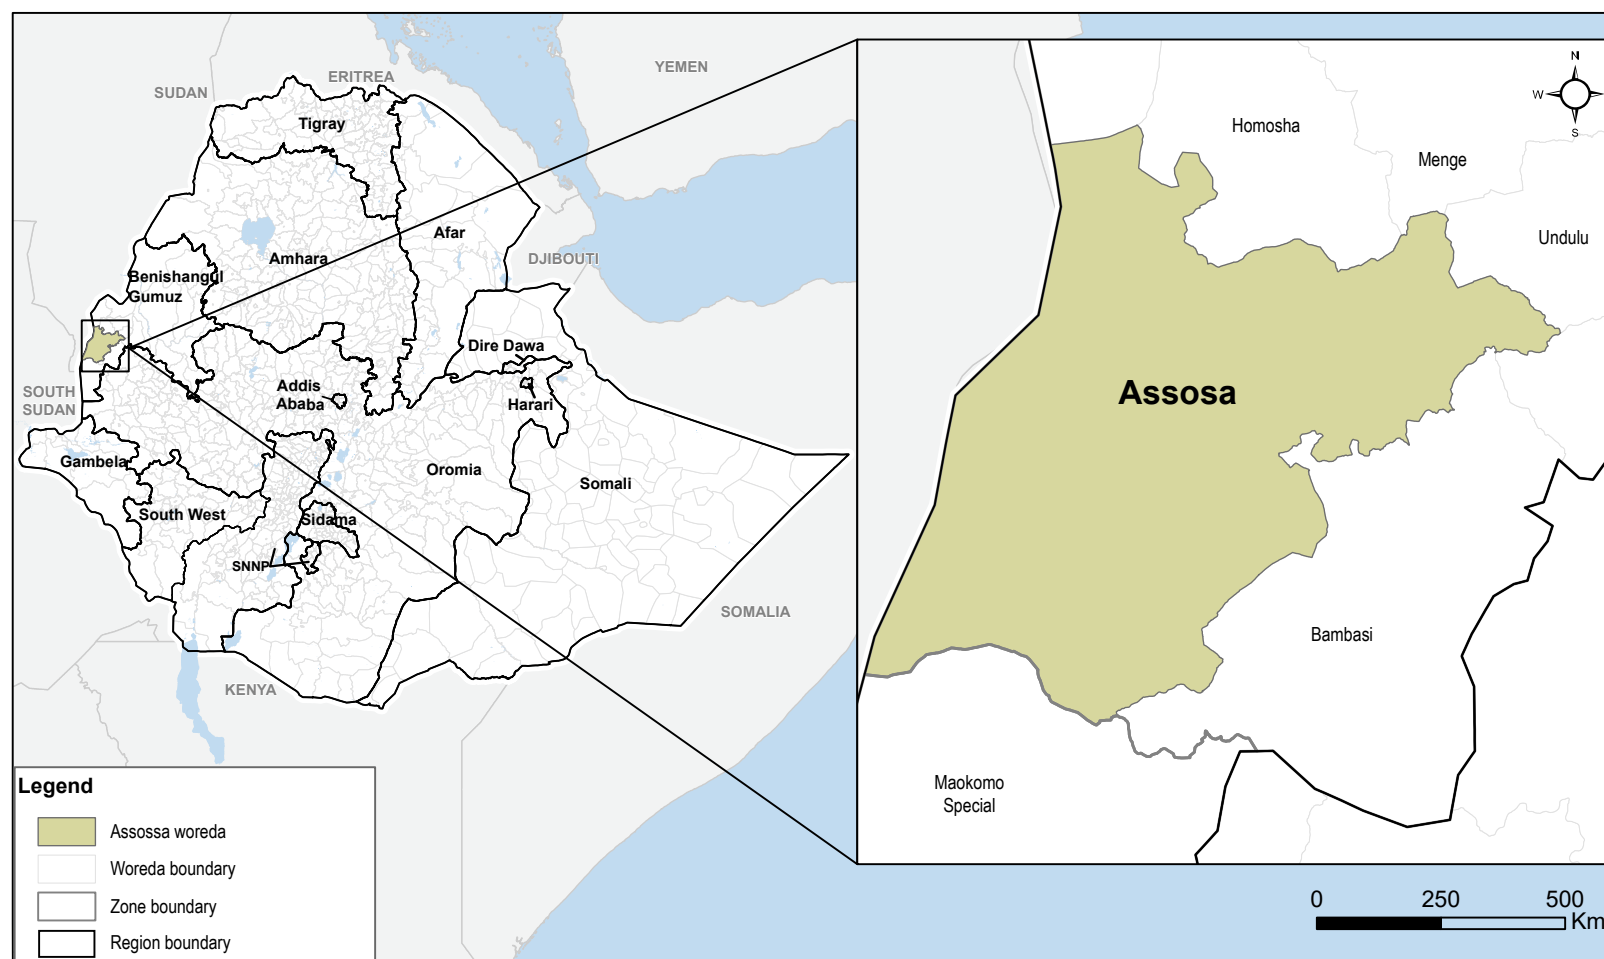 ERITREA
YEMEN
SUDAN
Tigray
Afar
DJIBOUTI
Amhara
Benishangul
Gumuz
Dire Dawa
Addis
Ababa
Harari
SOUTH
SUDAN
Gambela
Oromia
Somali
South West
Sidama
SNNP
SOMALIA
KENYA
N
W
S
Homosha
Menge
Undulu
Assosa
Bambasi
Maokomo
Special
Legend
Assossa woreda
Woreda boundary
Zone boundary
Region boundary
0 250 500
Km